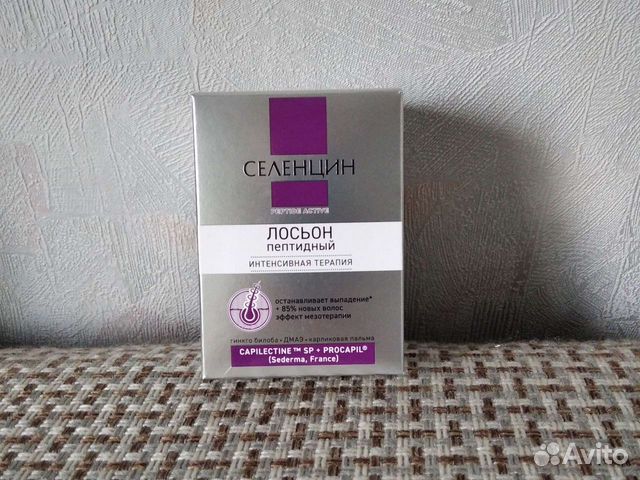 СЕЛЕНЦИН
PEPTIDE ACTIVE
ЛОСЬОН
пептидный
ИНТЕНСИВНАЯ ТЕРАПИЯ
останавливает выпадение*
+ 85% новых волос
эффект мезотерапии
гинкго билоба • ДМАЭ • карликовая пальма
CAPILECTINE™ SP + PROCAPIL®
(Sederma, France)
Avito